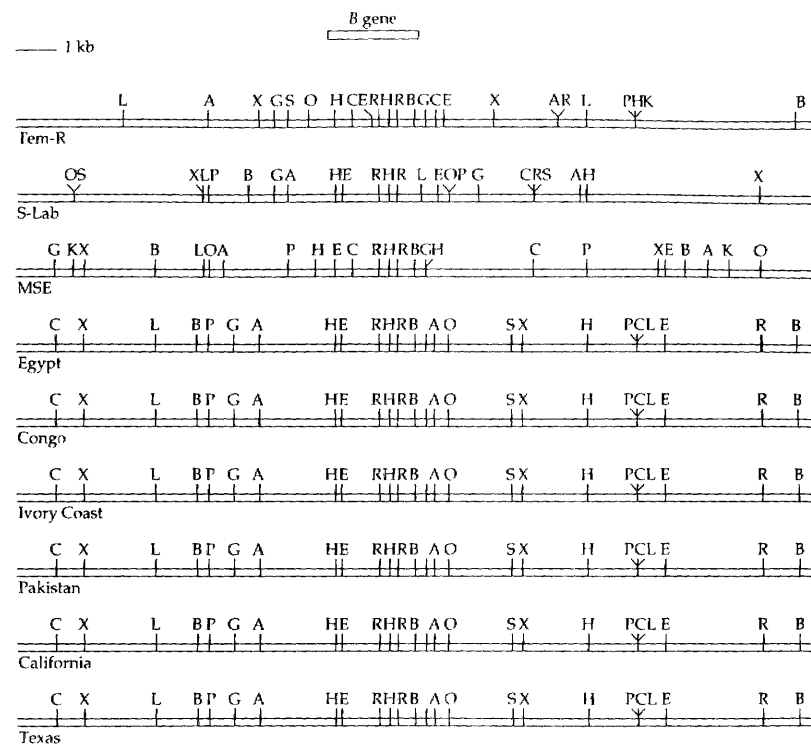 B gene
1 kb
L A X G S O H C E R H R B G C E X A R L P H K B
Tem-R
O S X L P B G A H E R H R L E O P G C R S A H X
S-Lab
G K X B L O A P H E C R H R B G H C P X E B A K O
MSE
C X L B P G A H E R H R B A O S X H P C L E R B
Egypt
C X L B P G A H E R H R B A O S X H P C L E R B
Congo
C X L B P G A H E R H R B A O S X H P C L E R B
Ivory Coast
C X L B P G A H E R H R B A O S X H P C L E R B
Pakistan
C X L B P G A H E R H R B A O S X H P C L E R B
California
C X L B P G A H E R H R B A O S X H P C L E R B
Texas